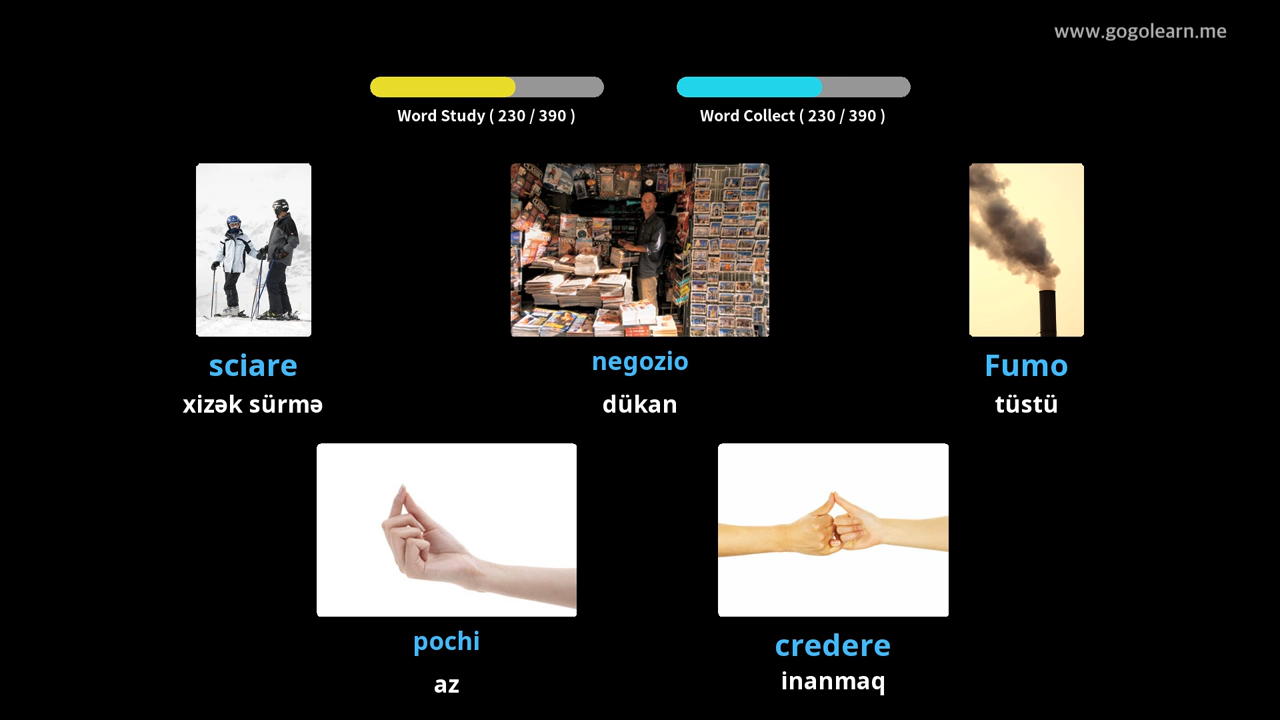 www.gogolearn.me
Word Study ( 230 / 390 )
Word Collect ( 230 / 390 )
sciare
xizək sürmə
negozio
dükan
Fumo
tüstü
pochi
az
credere
inanmaq